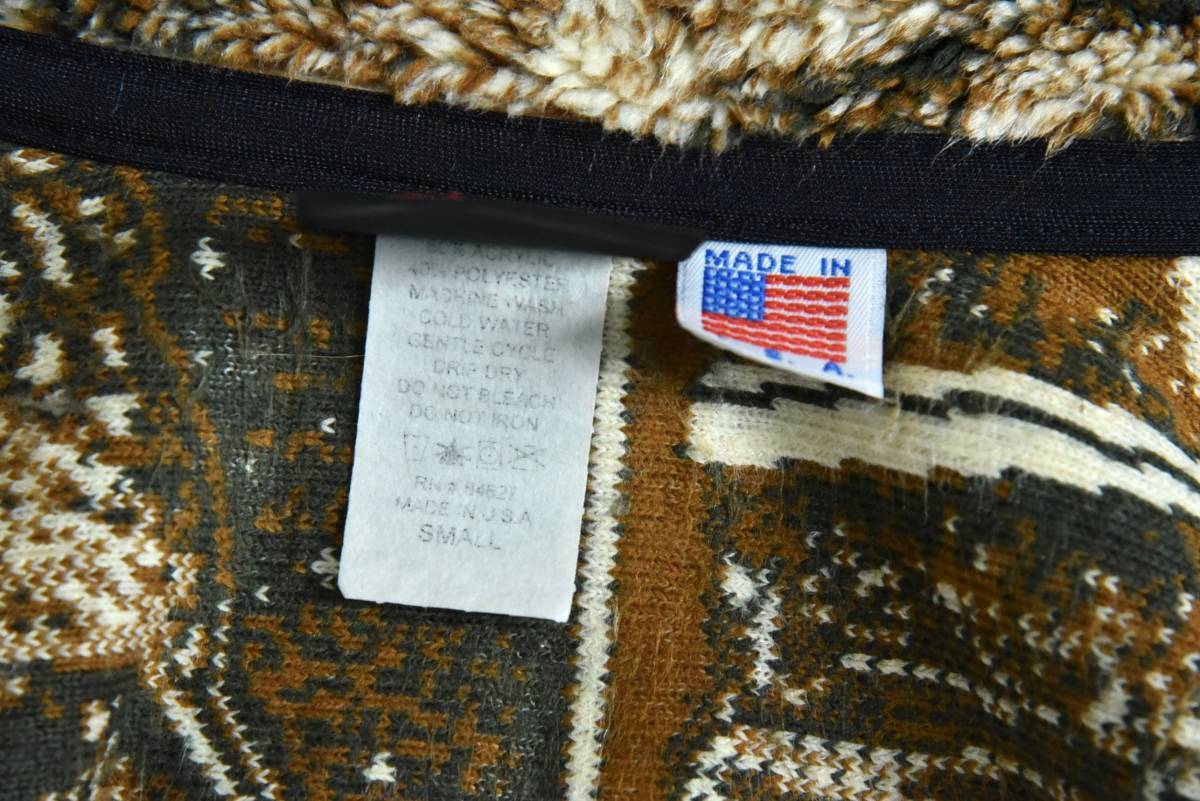 60% ACRYLIC
40% POLYESTER
MACHINE WASH
COLD WATER
GENTLE CYCLE
DRIP DRY
DO NOT BLEACH
DO NOT IRON
RN# 84627
MADE IN U.S.A
SMALL
MADE IN
S. A.